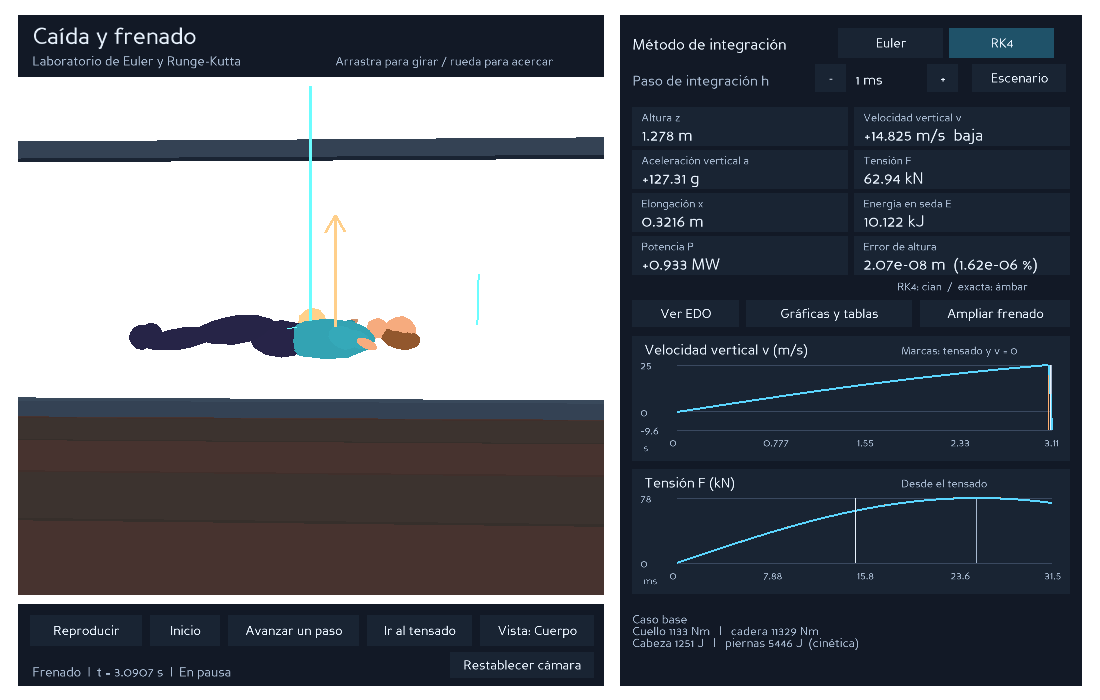 Caída y frenado
Laboratorio de Euler y Runge-Kutta
Arrastra para girar / rueda para acercar
Reproducir
Inicio
Avanzar un paso
Ir al tensado
Vista: Cuerpo
Restablecer cámara
Frenado | t = 3.0907 s | En pausa
Método de integración
Euler
RK4
Paso de integración h
-
1 ms
+
Escenario
Altura z
1.278 m
Velocidad vertical v
+14.825 m/s baja
Aceleración vertical a
+127.31 g
Tensión F
62.94 kN
Elongación x
0.3216 m
Energía en seda E
10.122 kJ
Potencia P
+0.933 MW
Error de altura
2.07e-08 m (1.62e-06 %)
RK4: cian / exacta: ámbar
Ver EDO
Gráficas y tablas
Ampliar frenado
Velocidad vertical v (m/s)
Marcas: tensado y v = 0
25
0
-9.6
s
0
0.777
1.55
2.33
3.11
Tensión F (kN)
Desde el tensado
78
0
ms
0
7.88
15.8
23.6
31.5
Caso base
Cuello 1133 Nm | cadera 11329 Nm
Cabeza 1251 J | piernas 5446 J (cinética)